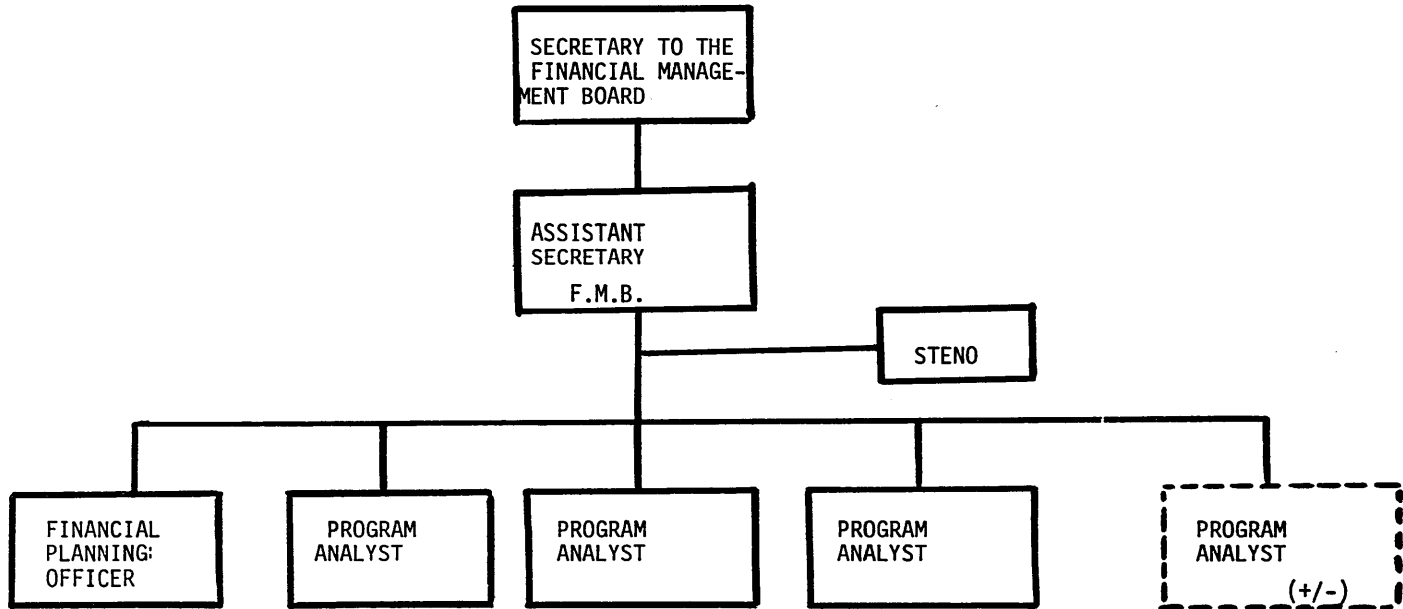 SECRETARY TO THE
FINANCIAL MANAGE-
MENT BOARD
ASSISTANT
SECRETARY
F.M.B.
STENO
FINANCIAL
PLANNING:
OFFICER
PROGRAM
ANALYST
PROGRAM
ANALYST
PROGRAM
ANALYST
PROGRAM
ANALYST
(+/-)